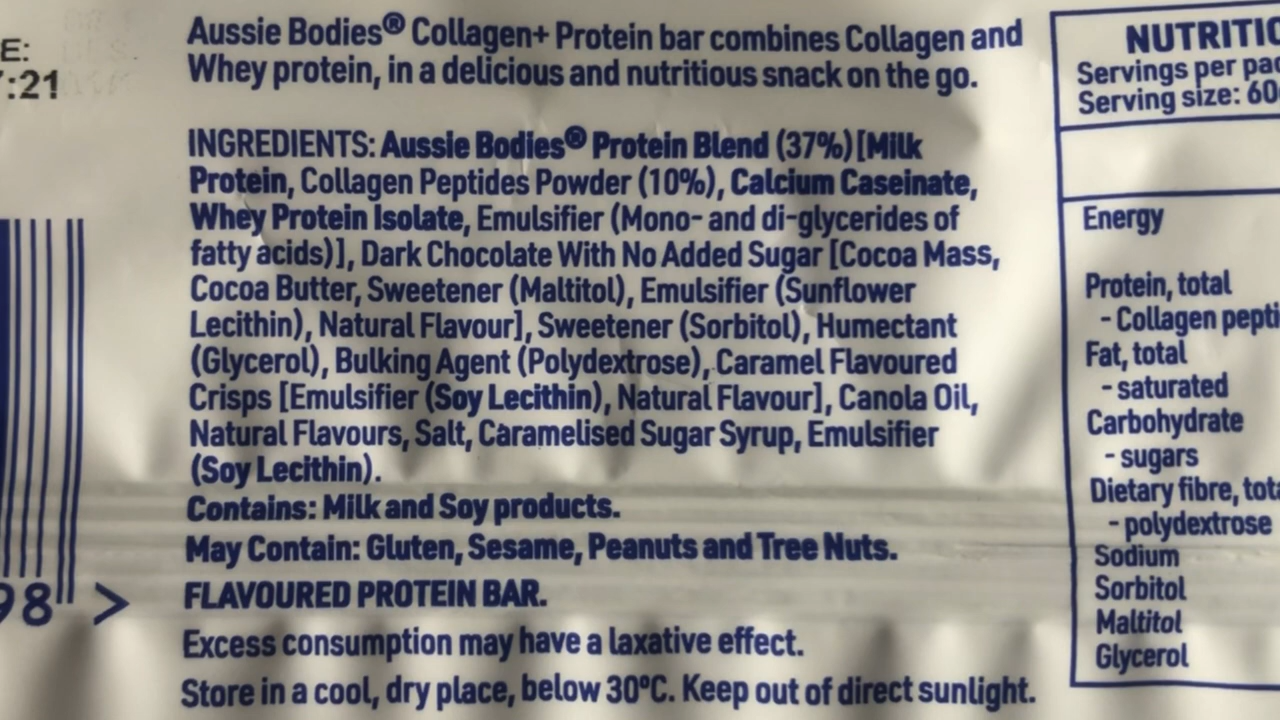 E:
:21
98 >
Aussie Bodies® Collagen+ Protein bar combines Collagen and
Whey protein, in a delicious and nutritious snack on the go.
INGREDIENTS: Aussie Bodies® Protein Blend (37%) [Milk
Protein, Collagen Peptides Powder (10%), Calcium Caseinate,
Whey Protein Isolate, Emulsifier (Mono- and di-glycerides of
fatty acids)], Dark Chocolate With No Added Sugar [Cocoa Mass,
Cocoa Butter, Sweetener (Maltitol), Emulsifier (Sunflower
Lecithin), Natural Flavour], Sweetener (Sorbitol), Humectant
(Glycerol), Bulking Agent (Polydextrose), Caramel Flavoured
Crisps [Emulsifier (Soy Lecithin), Natural Flavour], Canola Oil,
Natural Flavours, Salt, Caramelised Sugar Syrup, Emulsifier
(Soy Lecithin).
Contains: Milk and Soy products.
May Contain: Gluten, Sesame, Peanuts and Tree Nuts.
FLAVOURED PROTEIN BAR.
Excess consumption may have a laxative effect.
Store in a cool, dry place, below 30°C. Keep out of direct sunlight.
NUTRITIO
Servings per pac
Serving size: 60
Energy
Protein, total
- Collagen pepti
Fat, total
- saturated
Carbohydrate
- sugars
Dietary fibre, tot
- polydextrose
Sodium
Sorbitol
Maltitol
Glycerol